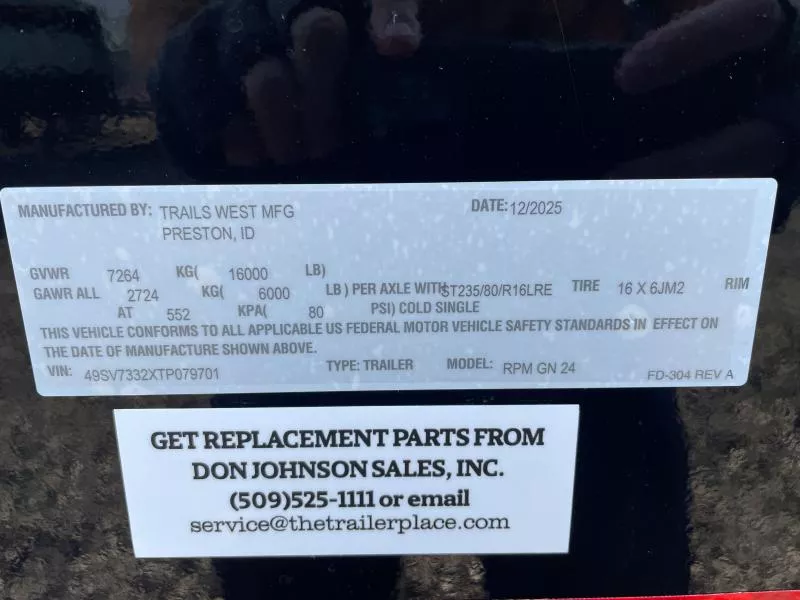 MANUFACTURED BY: TRAILS WEST MFG DATE: 12/2025
PRESTON, ID
GVWR 7264 KG( 16000 LB)
GAWR ALL 2724 KG( 6000 LB) PER AXLE WITH ST235/80/R16LRE TIRE 16 X 6JM2 RIM
AT 552 KPA( 80 PSI) COLD SINGLE
THIS VEHICLE CONFORMS TO ALL APPLICABLE US FEDERAL MOTOR VEHICLE SAFETY STANDARDS IN EFFECT ON
THE DATE OF MANUFACTURE SHOWN ABOVE.
VIN: 49SV7332XTP079701 TYPE: TRAILER MODEL: RPM GN 24 FD-304 REV A
GET REPLACEMENT PARTS FROM
DON JOHNSON SALES, INC.
(509)525-1111 or email
service@thetrailerplace.com